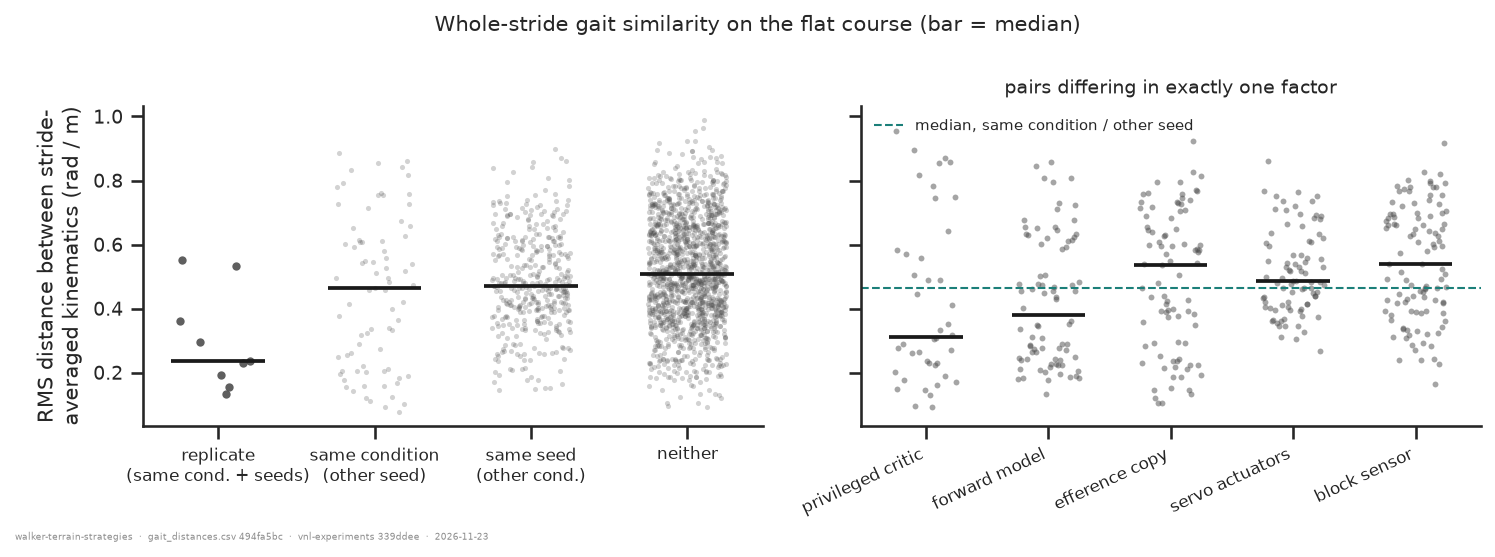 Whole-stride gait similarity on the flat course (bar = median)
RMS distance between stride-
averaged kinematics (rad / m)
1.0
0.8
0.6
0.4
0.2
replicate
(same cond. + seeds)
same condition
(other seed)
same seed
(other cond.)
neither
pairs differing in exactly one factor
median, same condition / other seed
privileged critic
forward model
efference copy
servo actuators
block sensor
walker-terrain-strategies · gait_distances.csv 494fa5bc · vnl-experiments 339ddee · 2026-11-23